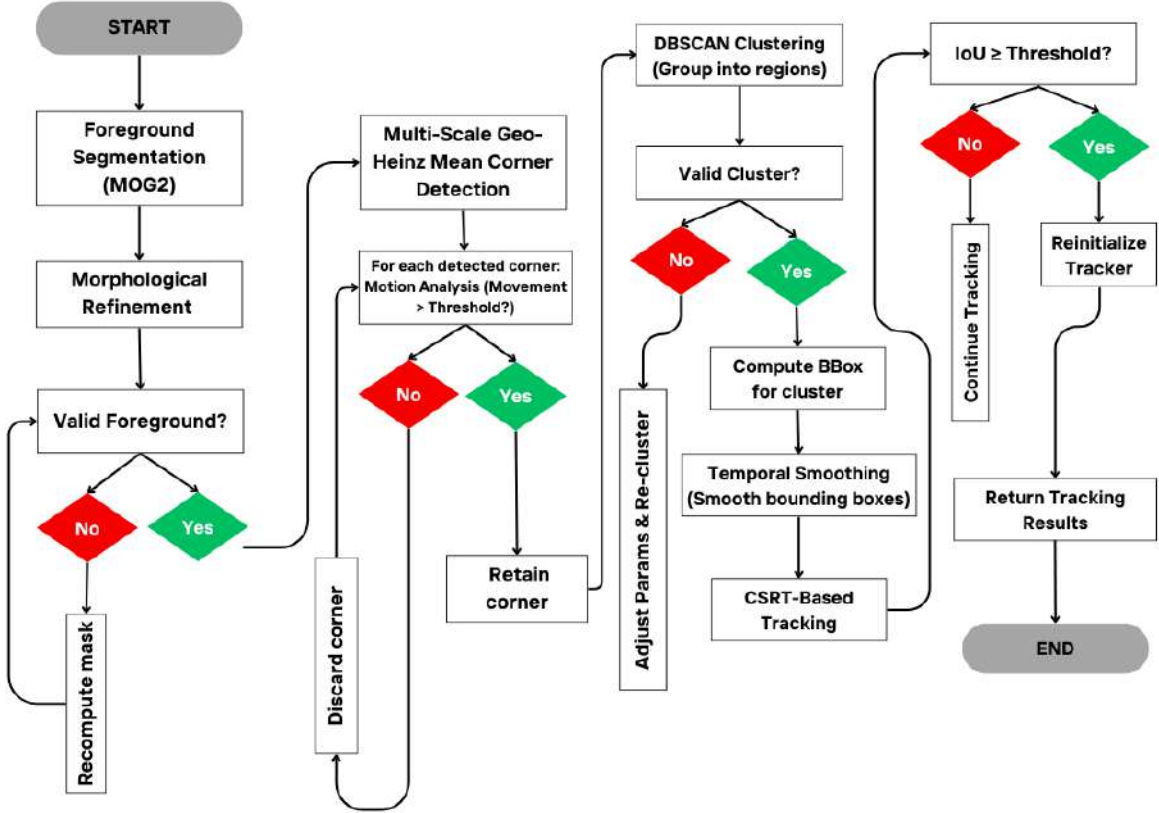 START
Foreground
Segmentation
(MOG2)
Morphological
Refinement
Valid Foreground?
No
Yes
Recompute mask
Multi-Scale Geo-
Heinz Mean Corner
Detection
For each detected corner:
Motion Analysis (Movement
> Threshold?)
No
Yes
Discard corner
Retain
corner
DBSCAN Clustering
(Group into regions)
Valid Cluster?
No
Yes
Adjust Params & Re-cluster
Compute BBox
for cluster
Temporal Smoothing
(Smooth bounding boxes)
CSRT-Based
Tracking
IoU ≥ Threshold?
No
Yes
Continue Tracking
Reinitialize
Tracker
Return Tracking
Results
END